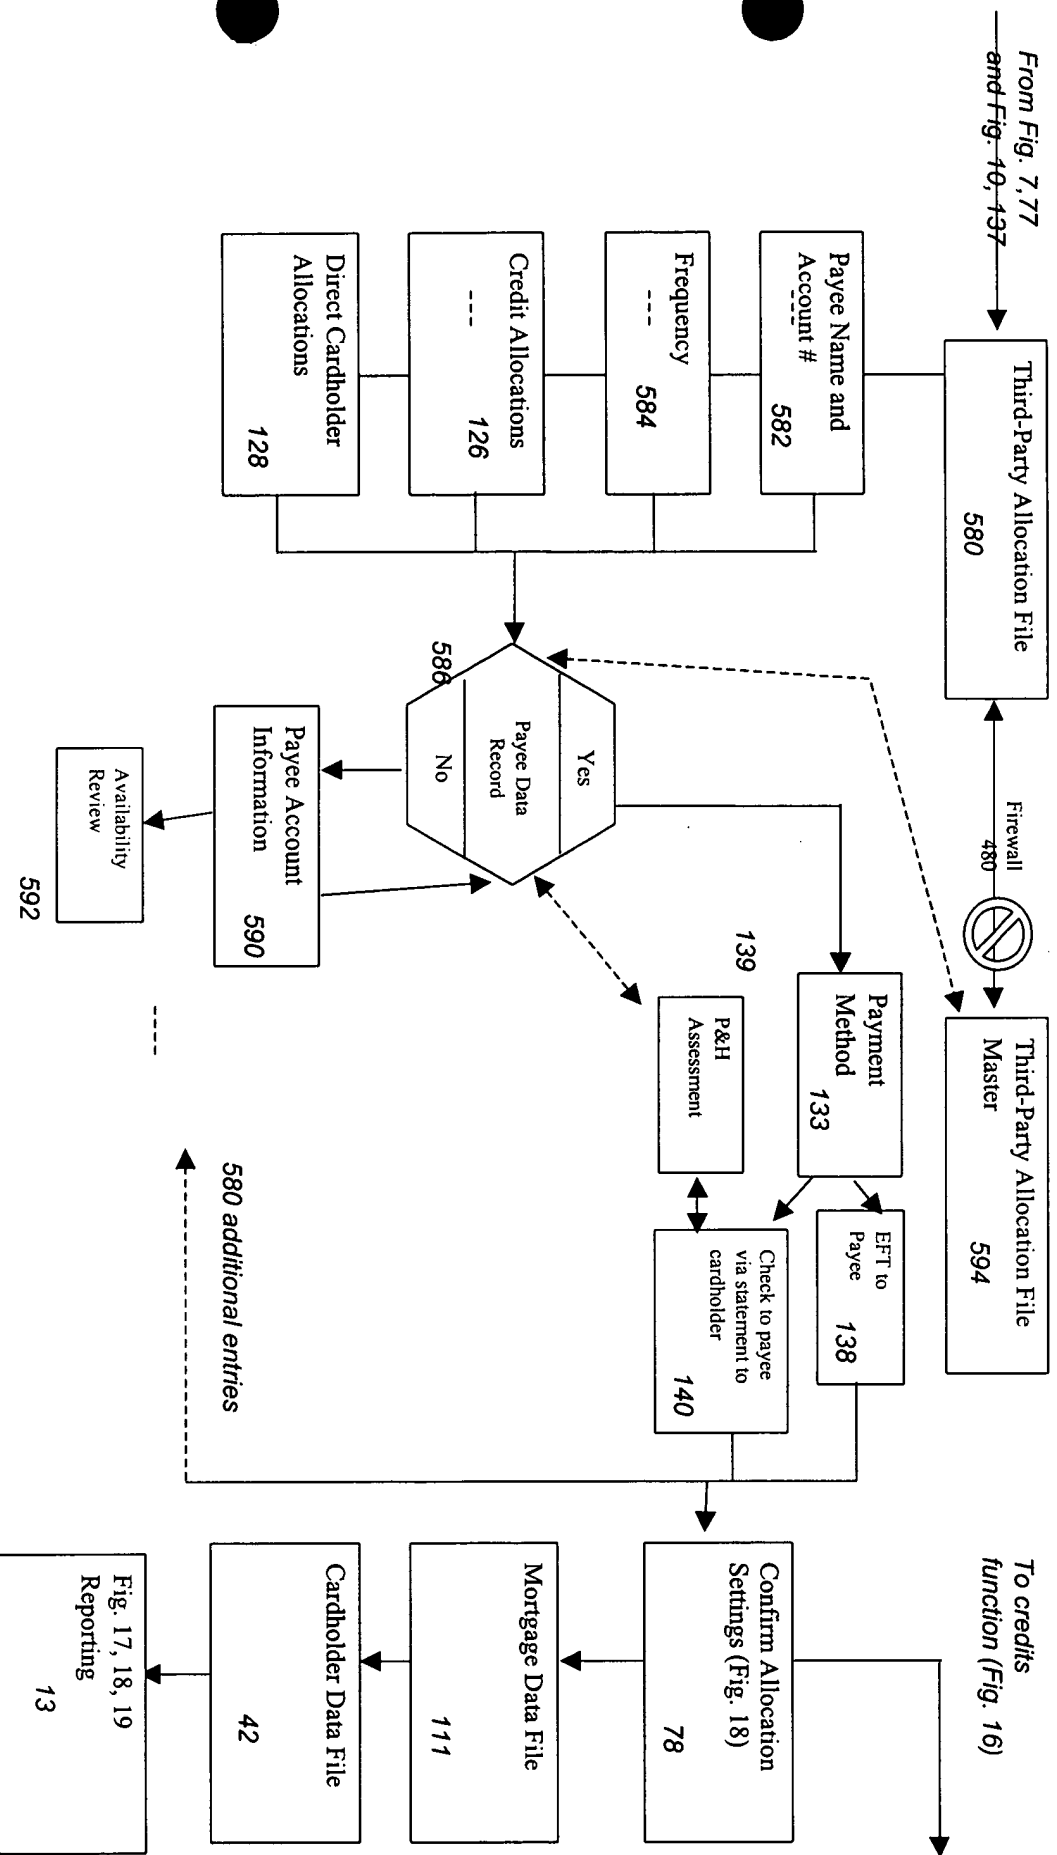 From Fig. 7,77
and Fig. 10, 137
Third-Party Allocation File
580
Firewall
480
Third-Party Allocation File
Master
594
To credits
function (Fig. 16)
Payee Name and
Account #
---
582
Frequency
---
584
Credit Allocations
---
126
Direct Cardholder
Allocations
128
Yes
Payee Data
Record
No
586
Payee Account
Information
590
Availability
Review
592
Payment
Method
133
139
P&H
Assessment
EFT to
Payee
138
Check to payee
via statement to
cardholder
140
----
580 additional entries
Confirm Allocation
Settings (Fig. 18)
78
Mortgage Data File
111
Cardholder Data File
42
Fig. 17, 18, 19
Reporting
13